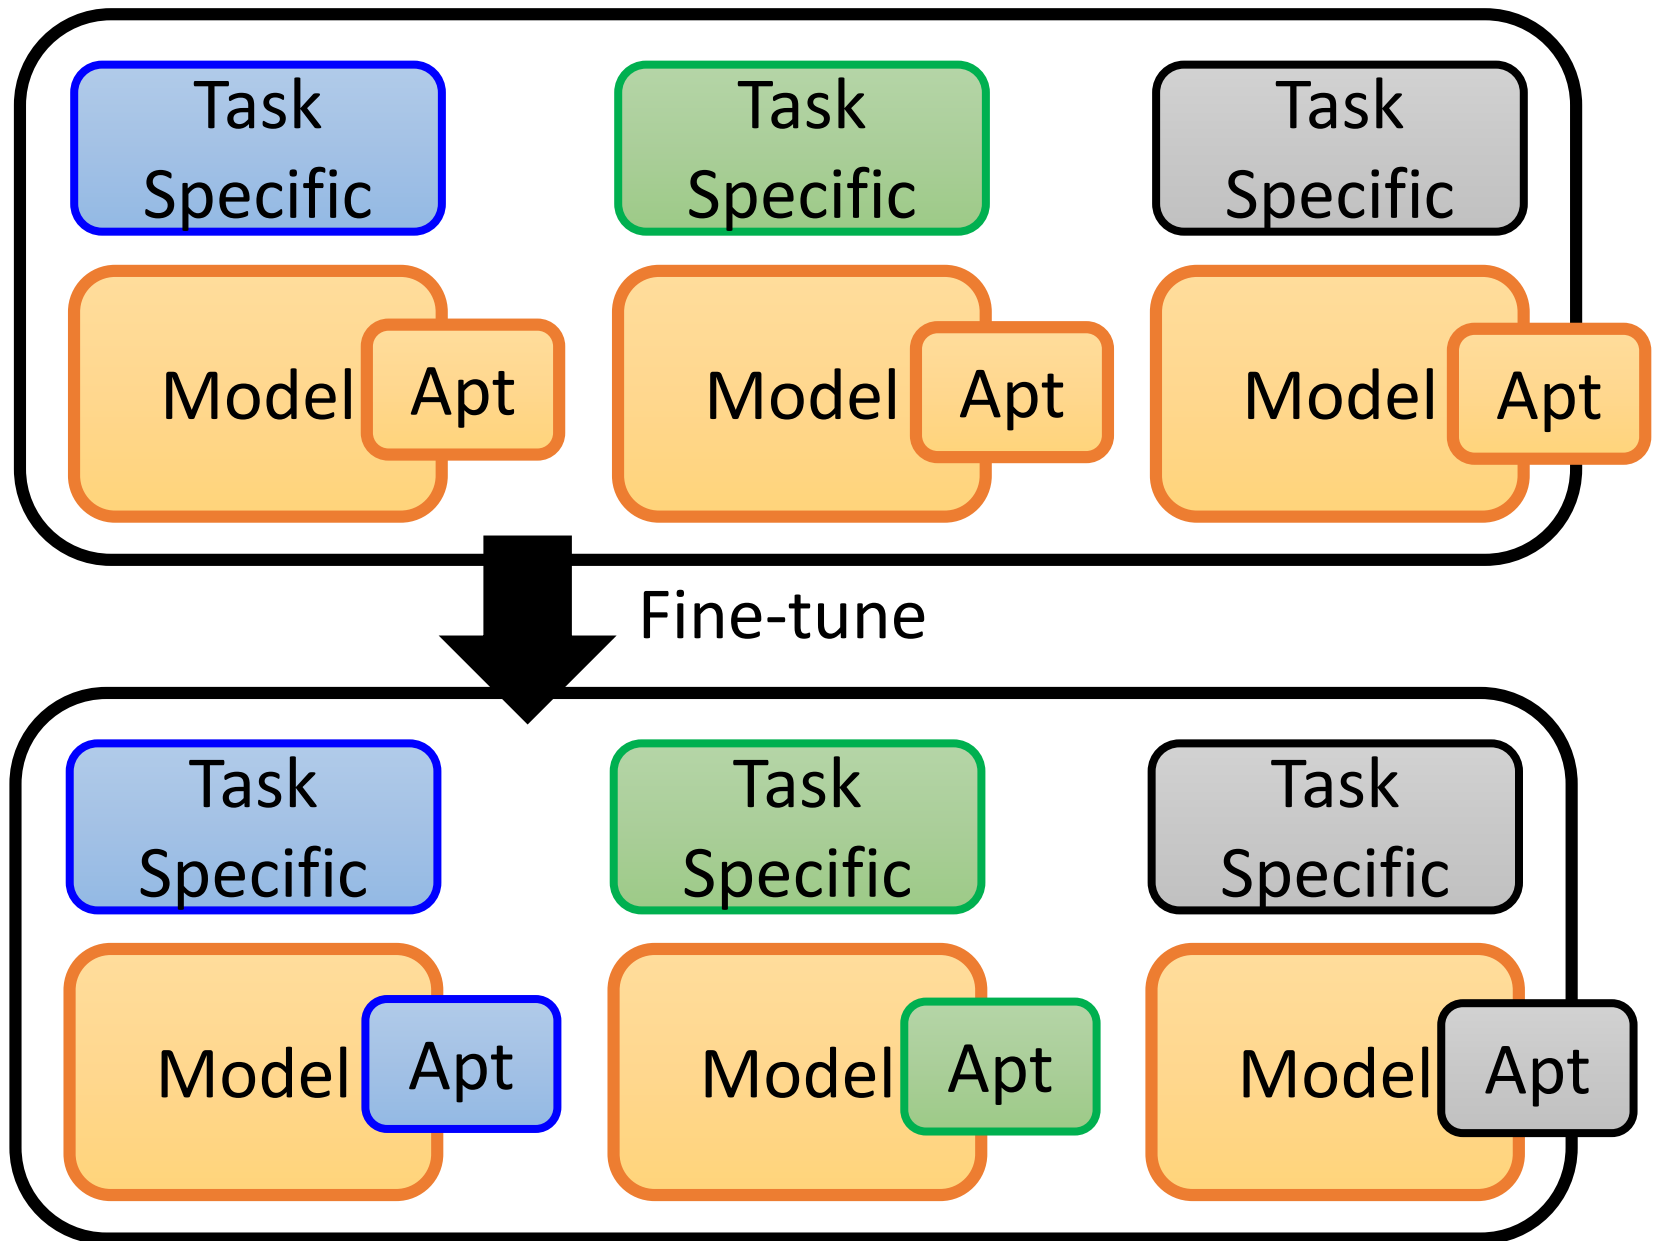 Task
Specific
Task
Specific
Task
Specific
Model
Apt
Model
Apt
Model
Apt
Fine-tune
Task
Specific
Task
Specific
Task
Specific
Model
Apt
Model
Apt
Model
Apt